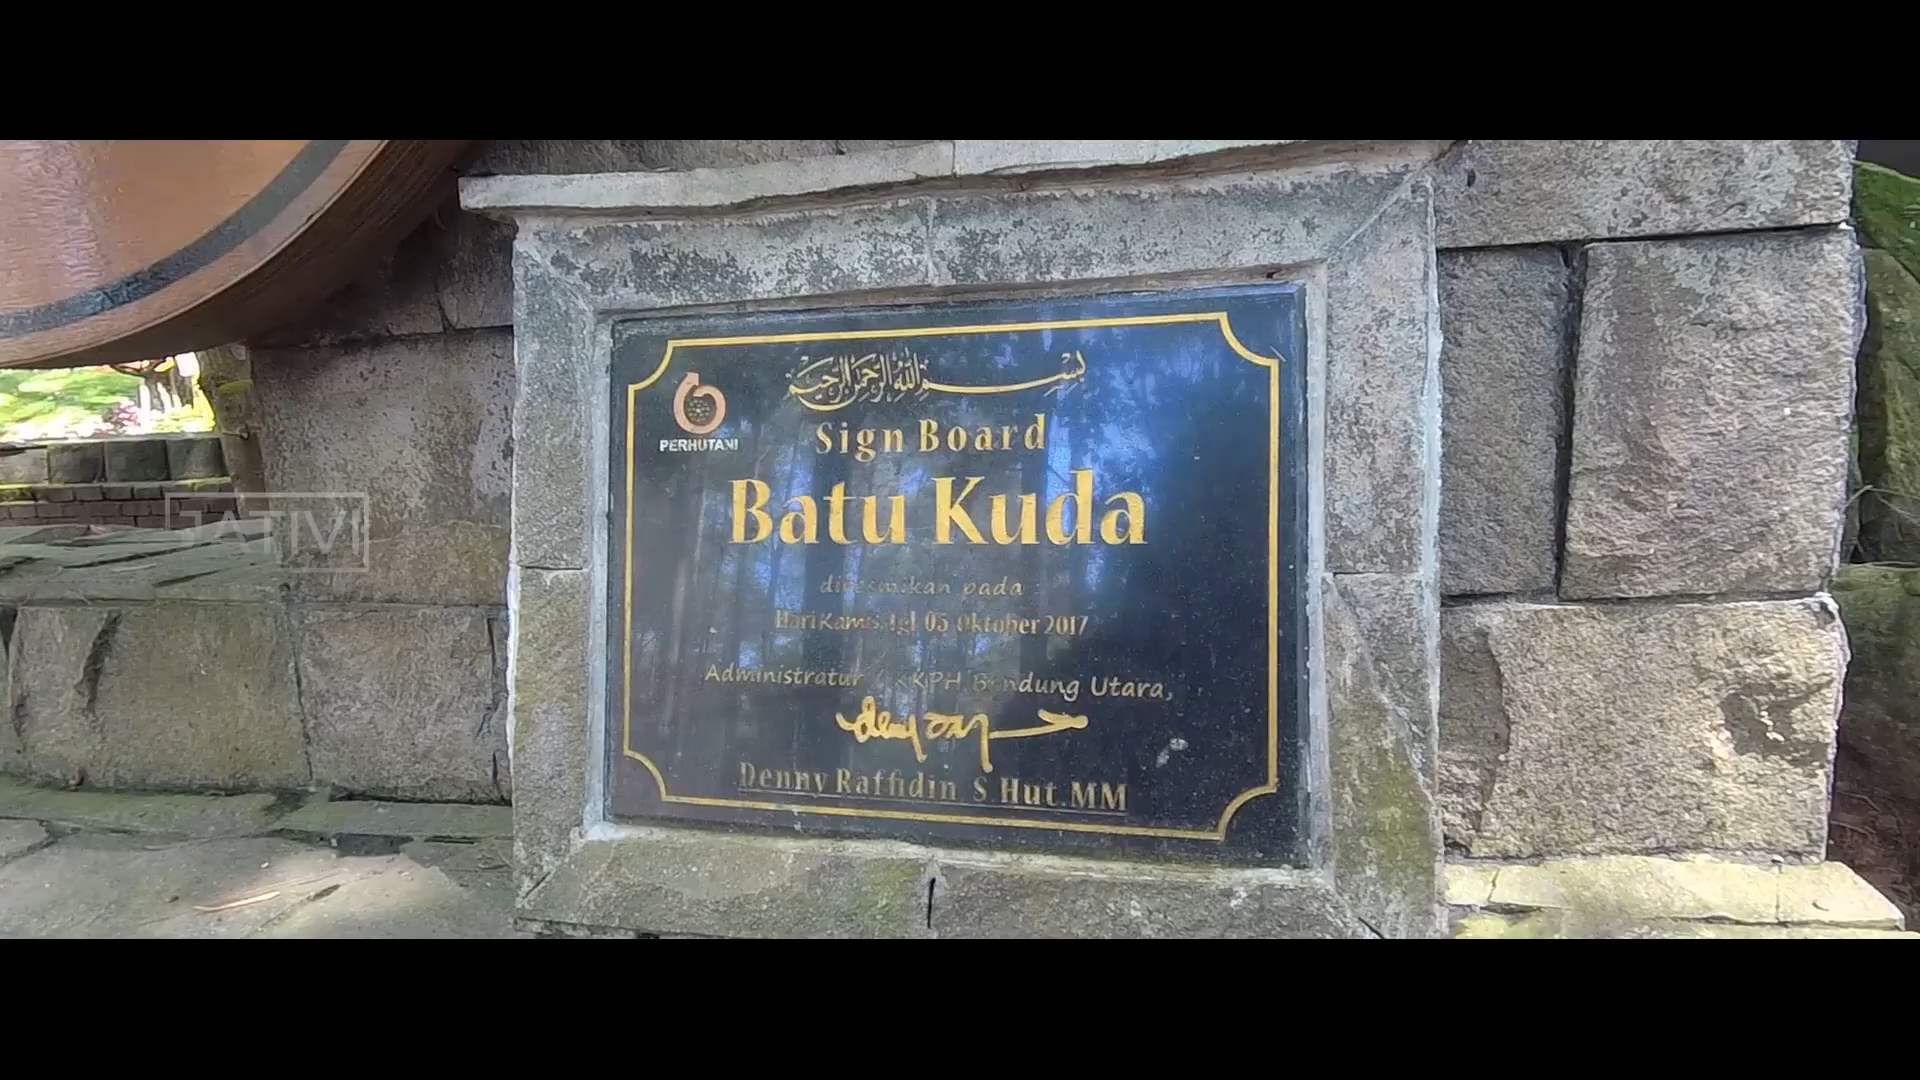 بسم الله الرحمن الرحيم
PERHUTANI
Sign Board
Batu Kuda
diresmikan pada :
Hari Kamis, tgl 05 Oktober 2017
Administratur / KKPH Bandung Utara,
Denny Raffidin S Hut.MM
JATIVI